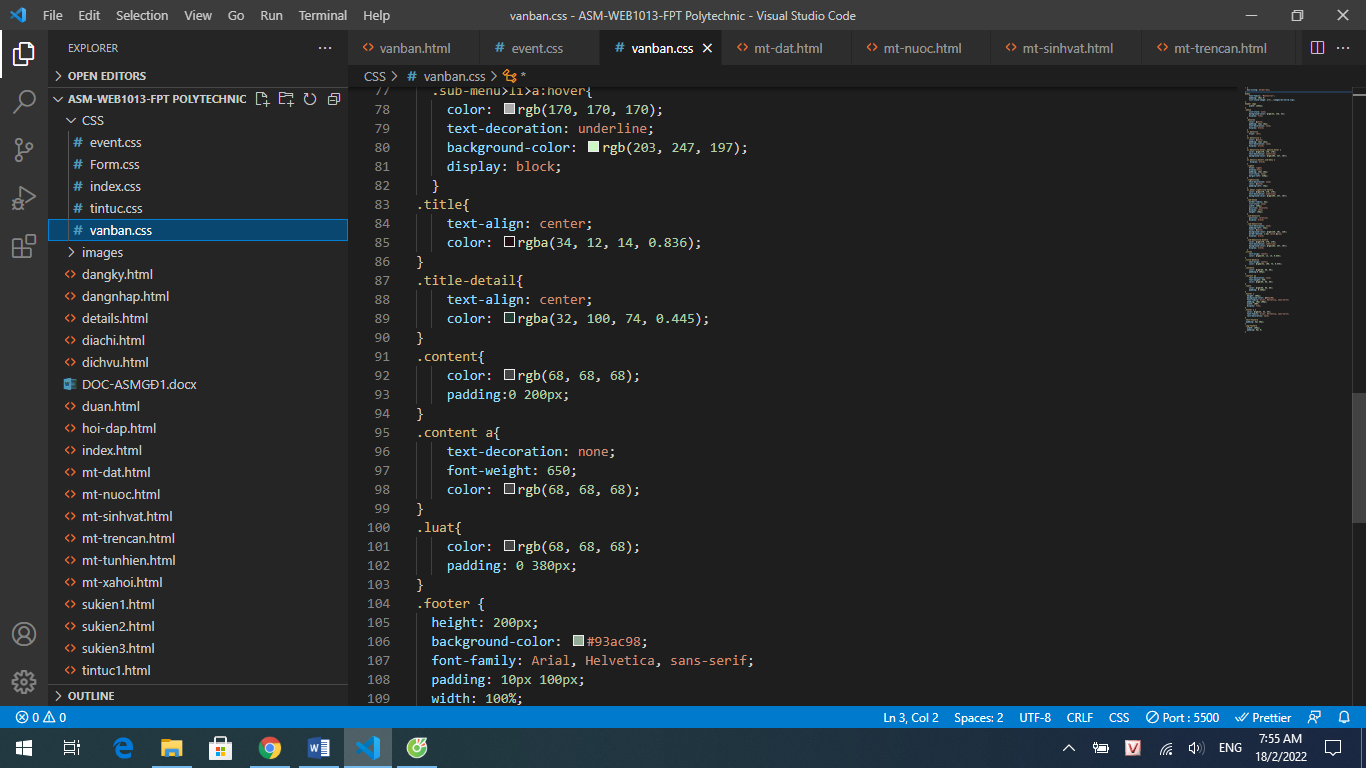 File Edit Selection View Go Run Terminal Help vanban.css - ASM-WEB1013-FPT Polytechnic - Visual Studio Code
EXPLORER
OPEN EDITORS
ASM-WEB1013-FPT POLYTECHNIC
CSS
event.css
Form.css
index.css
tintuc.css
vanban.css
images
dangky.html
dangnhap.html
details.html
diachi.html
dichvu.html
DOC-ASMGĐ1.docx
duan.html
hoi-dap.html
index.html
mt-dat.html
mt-nuoc.html
mt-sinhvat.html
mt-trencan.html
mt-tunhien.html
mt-xahoi.html
sukien1.html
sukien2.html
sukien3.html
tintuc1.html
OUTLINE
vanban.html # event.css # vanban.css mt-dat.html mt-nuoc.html mt-sinhvat.html mt-trencan.html
CSS > # vanban.css > *
77 .sub-menu>li>a:hover{
78 color: rgb(170, 170, 170);
79 text-decoration: underline;
80 background-color: rgb(203, 247, 197);
81 display: block;
82 }
83 .title{
84 text-align: center;
85 color: rgba(34, 12, 14, 0.836);
86 }
87 .title-detail{
88 text-align: center;
89 color: rgba(32, 100, 74, 0.445);
90 }
91 .content{
92 color: rgb(68, 68, 68);
93 padding:0 200px;
94 }
95 .content a{
96 text-decoration: none;
97 font-weight: 650;
98 color: rgb(68, 68, 68);
99 }
100 .luat{
101 color: rgb(68, 68, 68);
102 padding: 0 380px;
103 }
104 .footer {
105 height: 200px;
106 background-color: #93ac98;
107 font-family: Arial, Helvetica, sans-serif;
108 padding: 10px 100px;
109 width: 100%;
0 0 Ln 3, Col 2 Spaces: 2 UTF-8 CRLF CSS Port : 5500 Prettier
ENG 7:55 AM
18/2/2022